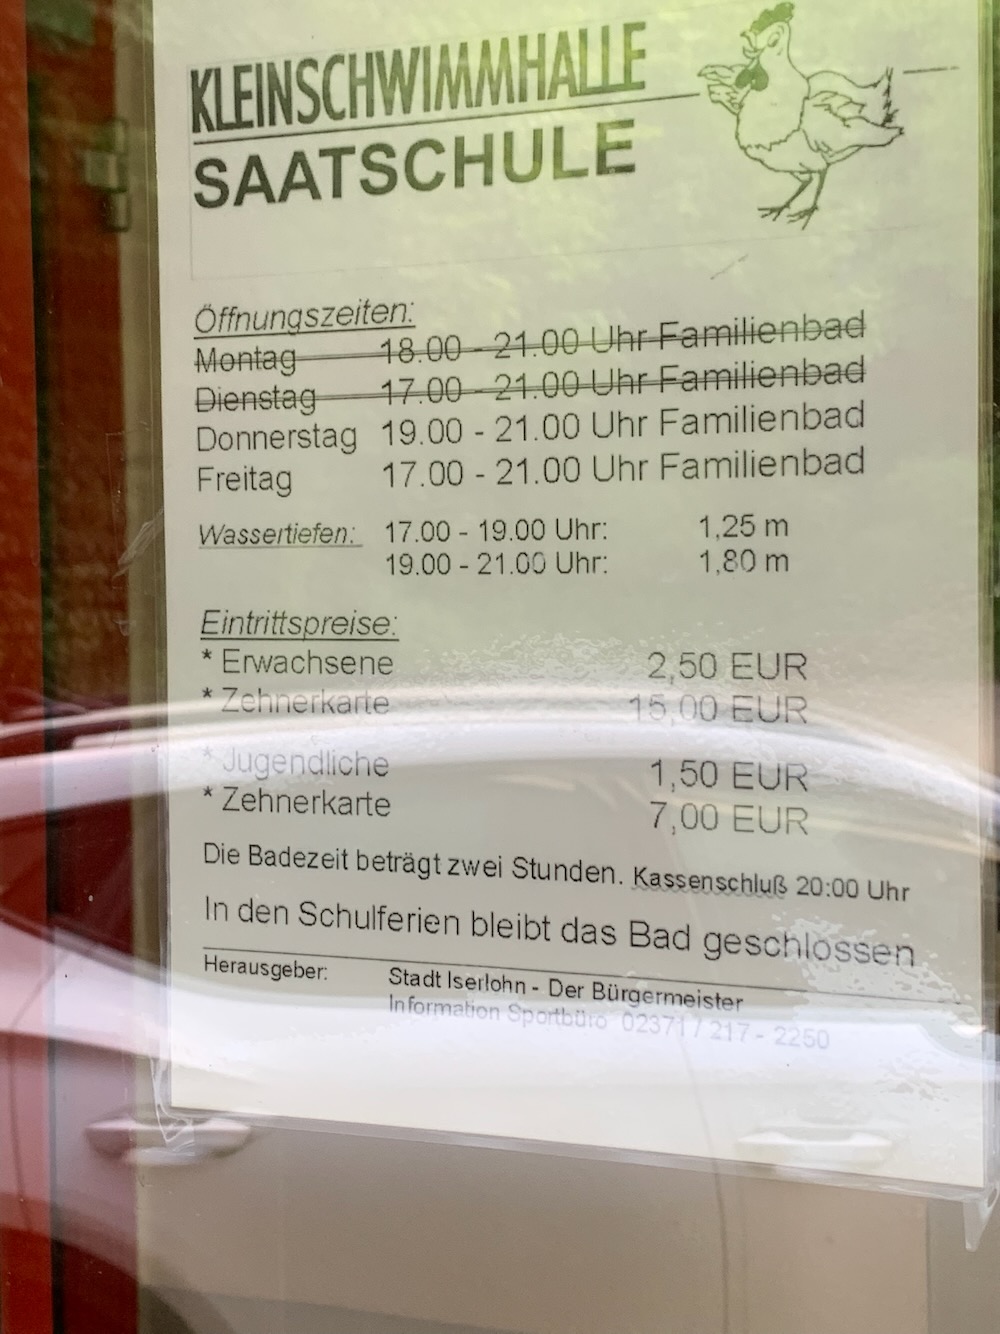 KLEINSCHWIMMHALLE
SAATSCHULE
Öffnungszeiten:
Montag 18.00 - 21.00 Uhr Familienbad
Dienstag 17.00 - 21.00 Uhr Familienbad
Donnerstag 19.00 - 21.00 Uhr Familienbad
Freitag 17.00 - 21.00 Uhr Familienbad
Wassertiefen: 17.00 - 19.00 Uhr: 1,25 m
19.00 - 21.00 Uhr: 1,80 m
Eintrittspreise:
* Erwachsene 2,50 EUR
* Zehnerkarte 15,00 EUR
* Jugendliche 1,50 EUR
* Zehnerkarte 7,00 EUR
Die Badezeit beträgt zwei Stunden. Kassenschluß 20:00 Uhr
In den Schulferien bleibt das Bad geschlossen
Herausgeber: Stadt Iserlohn - Der Bürgermeister
Information Sportbüro 02371 / 217 - 2250